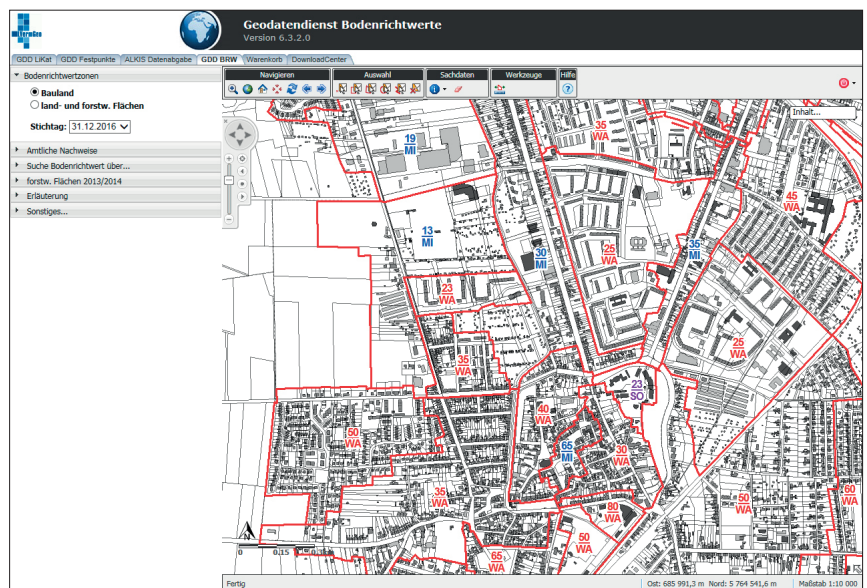 VermGeo
Geodatendienst Bodenrichtwerte
Version 6.3.2.0
GDD LiKat GDD Festpunkte ALKIS Datenabgabe GDD BRW Warenkorb DownloadCenter
Bodenrichtwertzonen
Bauland
land- und forstw. Flächen
Stichtag: 31.12.2016
Amtliche Nachweise
Suche Bodenrichtwert über...
forstw. Flächen 2013/2014
Erläuterung
Sonstiges...
Navigieren Auswahl Sachdaten Werkzeuge Hilfe
Inhalt...
35
WA
19
MI
45
WA
13
MI
30
MI
25
WA
35
MI
23
WA
35
WA
25
WA
23
SO
40
WA
50
WA
65
MI
30
WA
35
WA
50
WA
60
WA
80
WA
50
WA
65
WA
N
0 0.15
Fertig Ost: 685 991,3 m Nord: 5 764 541,6 m Maßstab 1:10 000